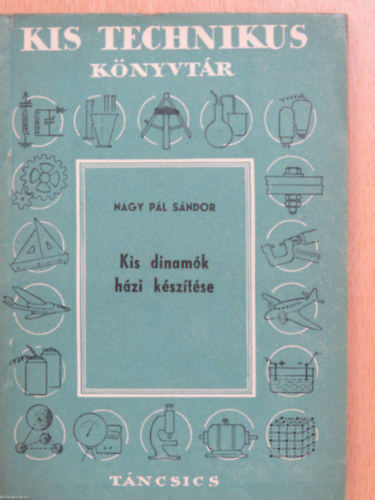 KIS TECHNIKUS
KÖNYVTÁR
NAGY PÁL SÁNDOR
Kis dinamók
házi készítése
TÁNCSICS